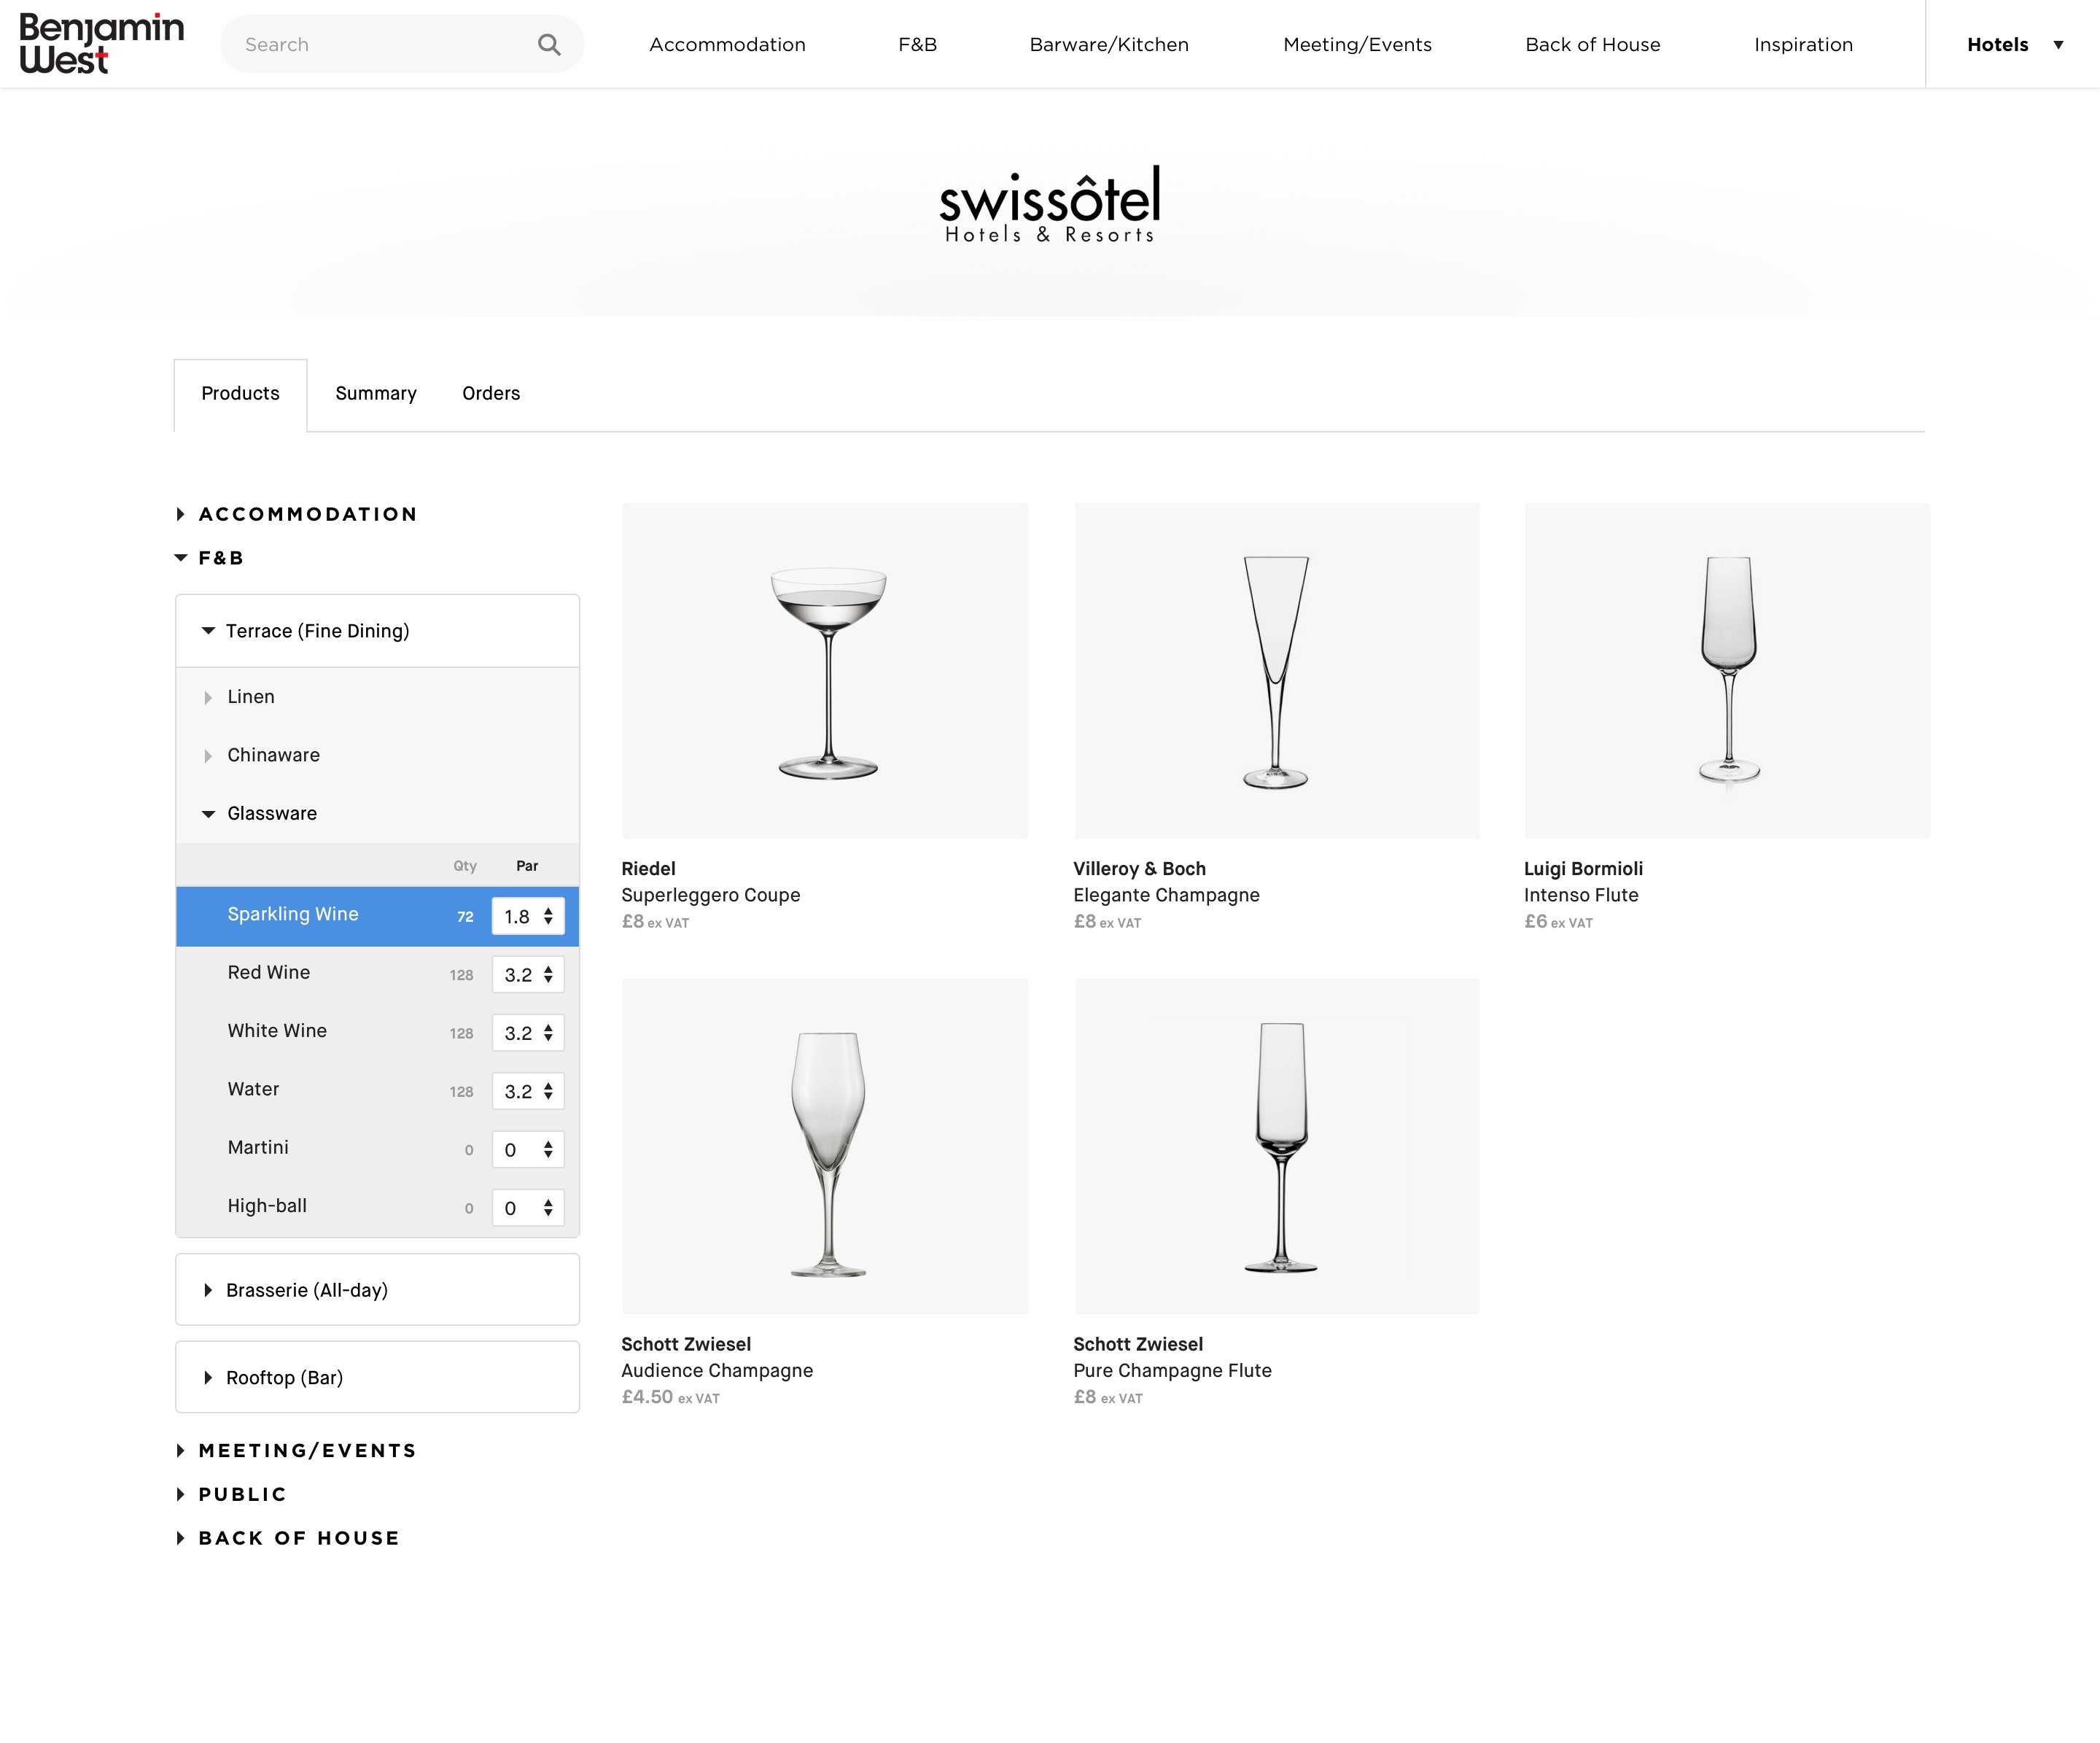 Benjamin
West
Search
Accommodation
F&B
Barware/Kitchen
Meeting/Events
Back of House
Inspiration
Hotels
swissôtel
Hotels & Resorts
Products
Summary
Orders
ACCOMMODATION
F&B
Terrace (Fine Dining)
Linen
Chinaware
Glassware
Qty Par
Sparkling Wine 72 1.8
Red Wine 128 3.2
White Wine 128 3.2
Water 128 3.2
Martini 0 0
High-ball 0 0
Brasserie (All-day)
Rooftop (Bar)
MEETING/EVENTS
PUBLIC
BACK OF HOUSE
Riedel
Superleggero Coupe
£8 ex VAT
Villeroy & Boch
Elegante Champagne
£8 ex VAT
Luigi Bormioli
Intenso Flute
£6 ex VAT
Schott Zwiesel
Audience Champagne
£4.50 ex VAT
Schott Zwiesel
Pure Champagne Flute
£8 ex VAT